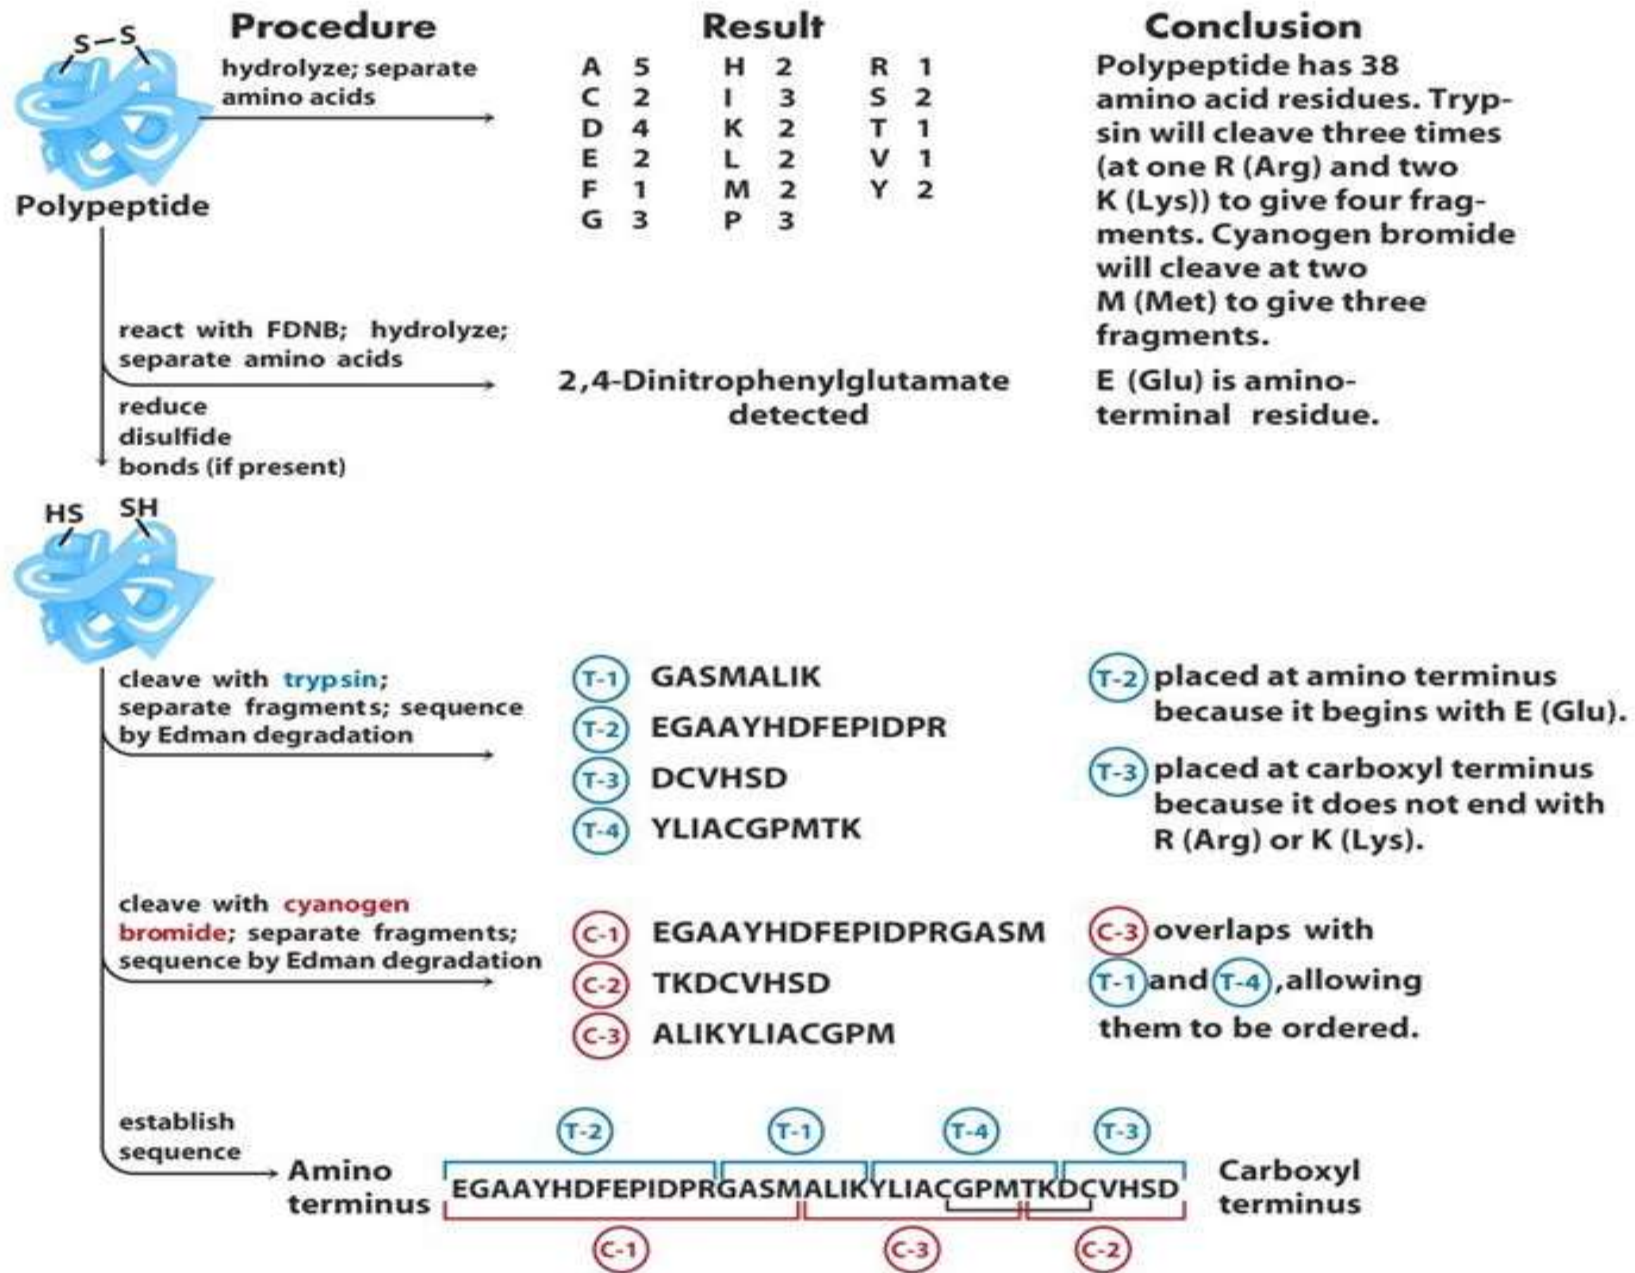 Procedure
Result
Conclusion
S–S
Polypeptide
hydrolyze; separate
amino acids
A 5 H 2 R 1
C 2 I 3 S 2
D 4 K 2 T 1
E 2 L 2 V 1
F 1 M 2 Y 2
G 3 P 3
Polypeptide has 38
amino acid residues. Tryp-
sin will cleave three times
(at one R (Arg) and two
K (Lys)) to give four frag-
ments. Cyanogen bromide
will cleave at two
M (Met) to give three
fragments.
react with FDNB; hydrolyze;
separate amino acids
2,4-Dinitrophenylglutamate
detected
E (Glu) is amino-
terminal residue.
reduce
disulfide
bonds (if present)
HS SH
cleave with trypsin;
separate fragments; sequence
by Edman degradation
T-1 GASMALIK
T-2 EGAAYHDFEPIDPR
T-3 DCVHSD
T-4 YLIACGPMTK
T-2 placed at amino terminus
because it begins with E (Glu).
T-3 placed at carboxyl terminus
because it does not end with
R (Arg) or K (Lys).
cleave with cyanogen
bromide; separate fragments;
sequence by Edman degradation
C-1 EGAAYHDFEPIDPRGASM
C-2 TKDCVHSD
C-3 ALIKYLIACGPM
C-3 overlaps with
T-1 and T-4, allowing
them to be ordered.
establish
sequence
Amino
terminus
T-2 T-1 T-4 T-3
EGAAYHDFEPIDPRGASMALIKYLIACGPMTKDCVHSD
C-1 C-3 C-2
Carboxyl
terminus